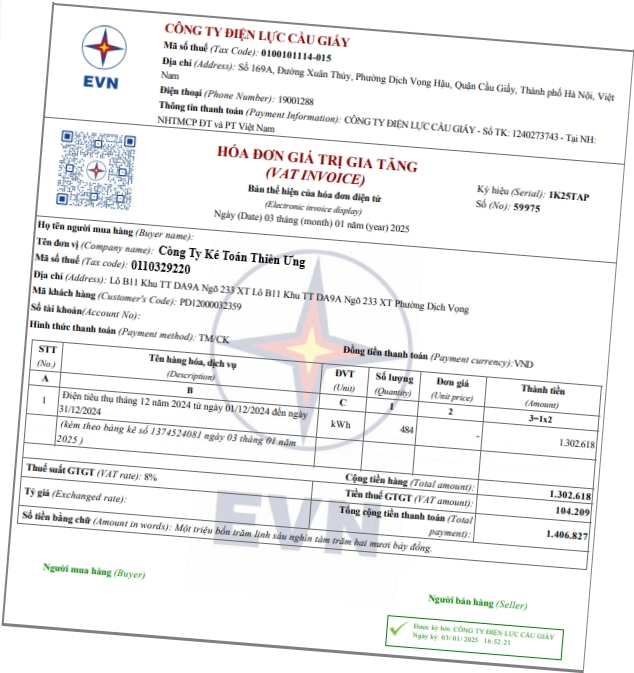 EVN
CÔNG TY ĐIỆN LỰC CẦU GIẤY
Mã số thuế (Tax Code): 0100101114-015
Địa chỉ (Address): Số 169A, Đường Xuân Thủy, Phường Dịch Vọng Hậu, Quận Cầu Giấy, Thành phố Hà Nội, Việt
Nam
Điện thoại (Phone Number): 19001288
Thông tin thanh toán (Payment Information): CÔNG TY ĐIỆN LỰC CẦU GIẤY - Số TK: 1240273743 - Tại NH:
NHTMCP ĐT và PT Việt Nam
HÓA ĐƠN GIÁ TRỊ GIA TĂNG
(VAT INVOICE)
Bản thể hiện của hóa đơn điện tử
(Electronic invoice display)
Ngày (Date) 03 tháng (month) 01 năm (year) 2025
Ký hiệu (Serial): 1K25TAP
Số (No): 59975
Họ tên người mua hàng (Buyer name):
Tên đơn vị (Company name): Công Ty Kế Toán Thiên Ưng
Mã số thuế (Tax code): 0110329220
Địa chỉ (Address): Lô B11 Khu TT DA9A Ngõ 233 XT Lô B11 Khu TT DA9A Ngõ 233 XT Phường Dịch Vọng
Mã khách hàng (Customer's Code): PD12000032359
Số tài khoản(Account No):
Hình thức thanh toán (Payment method): TM/CK
Đồng tiền thanh toán (Payment currency):VND
STT (No.) Tên hàng hóa, dịch vụ (Description) ĐVT (Unit) Số lượng (Quantity) Đơn giá (Unit price) Thành tiền (Amount)
A B C 1 2 3=1x2
1 Điện tiêu thụ tháng 12 năm 2024 từ ngày 01/12/2024 đến ngày
31/12/2024 kWh 484 - 1.302.618
(kèm theo bảng kê số 1374524081 ngày 03 tháng 01 năm
2025 )
Cộng tiền hàng (Total amount): 1.302.618
Thuế suất GTGT (VAT rate): 8% Tiền thuế GTGT (VAT amount): 104.209
Tỷ giá (Exchanged rate): Tổng cộng tiền thanh toán (Total
payment): 1.406.827
Số tiền bằng chữ (Amount in words): Một triệu bốn trăm linh sáu nghìn tám trăm hai mươi bảy đồng.
EVN
Người mua hàng (Buyer)
Người bán hàng (Seller)
Được ký bởi: CÔNG TY ĐIỆN LỰC CẦU GIẤY
Ngày ký: 03/01/2025 16:52:21